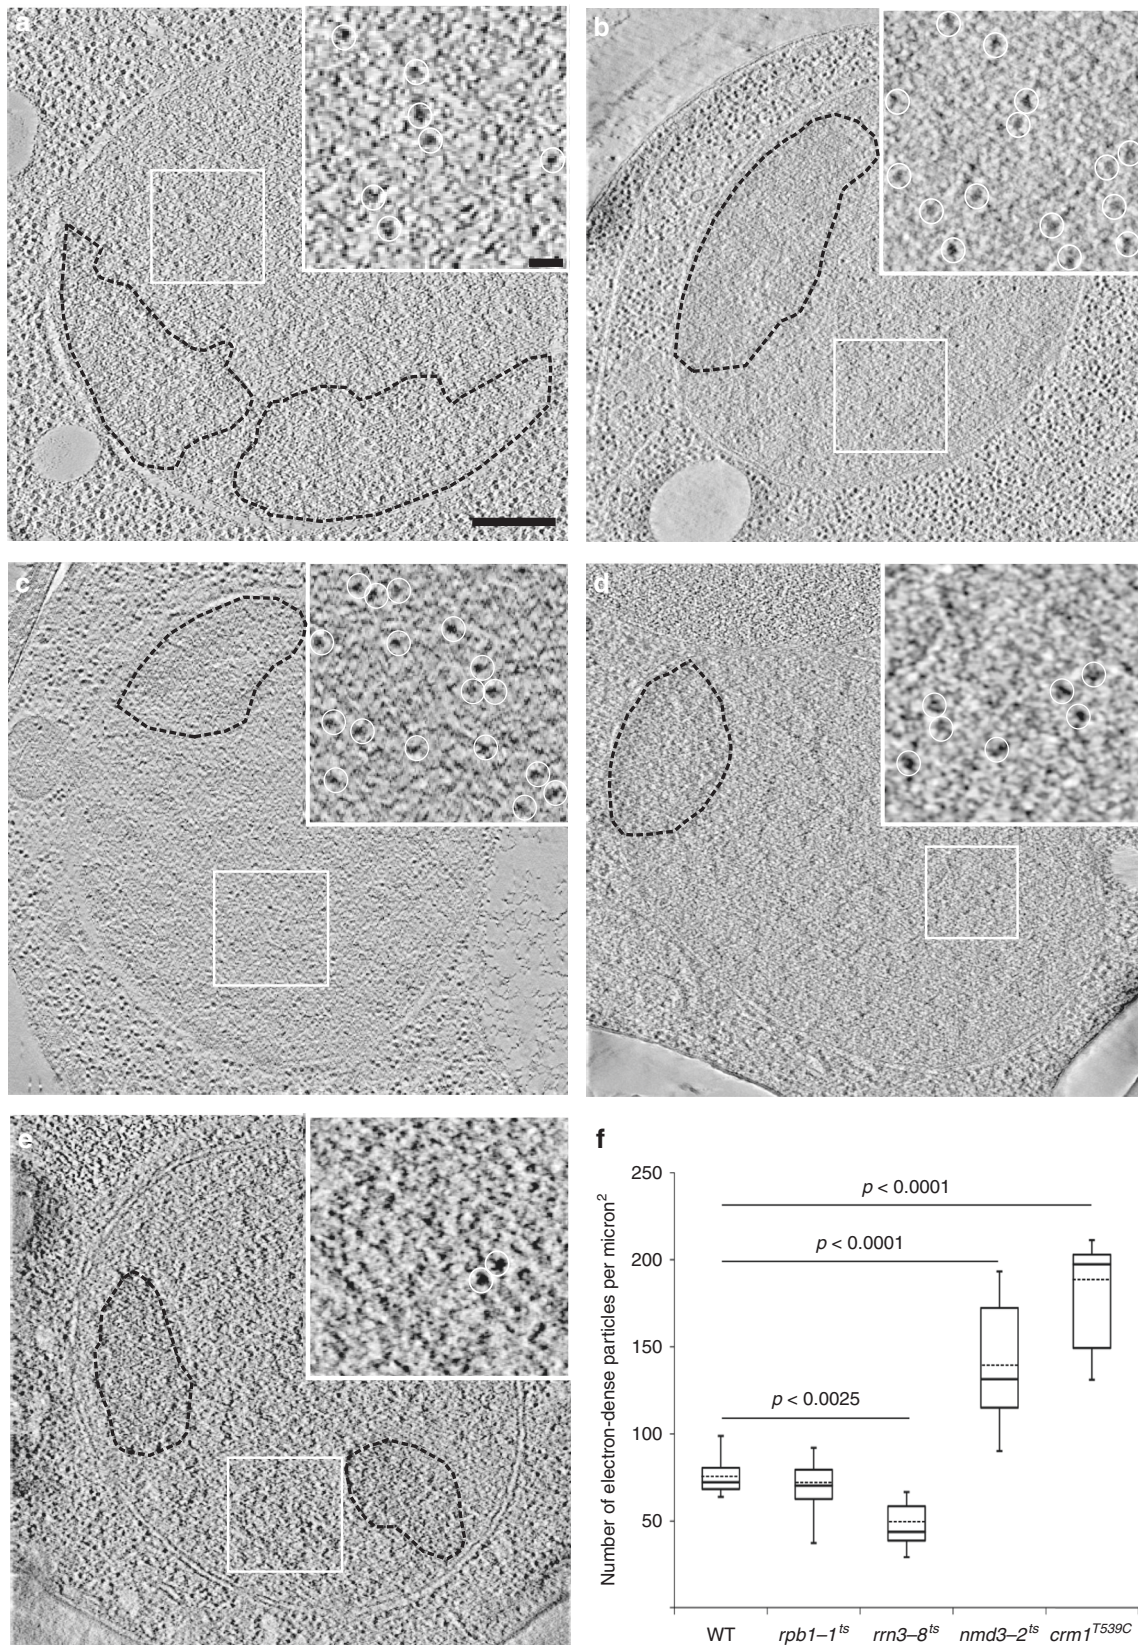 a
b
c
d
e
f
Number of electron-dense particles per micron²
250
200
150
100
50
p < 0.0001
p < 0.0001
p < 0.0025
WT
rpb1–1ᵗˢ
rrn3–8ᵗˢ
nmd3–2ᵗˢ
crm1ᵀ⁵³⁹ᶜ